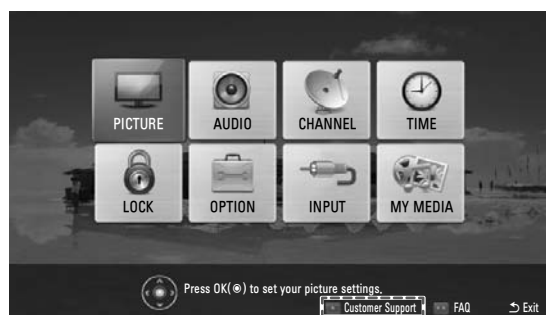 PICTURE AUDIO CHANNEL TIME
LOCK OPTION INPUT MY MEDIA
Press OK(◉) to set your picture settings.
Customer Support FAQ Exit